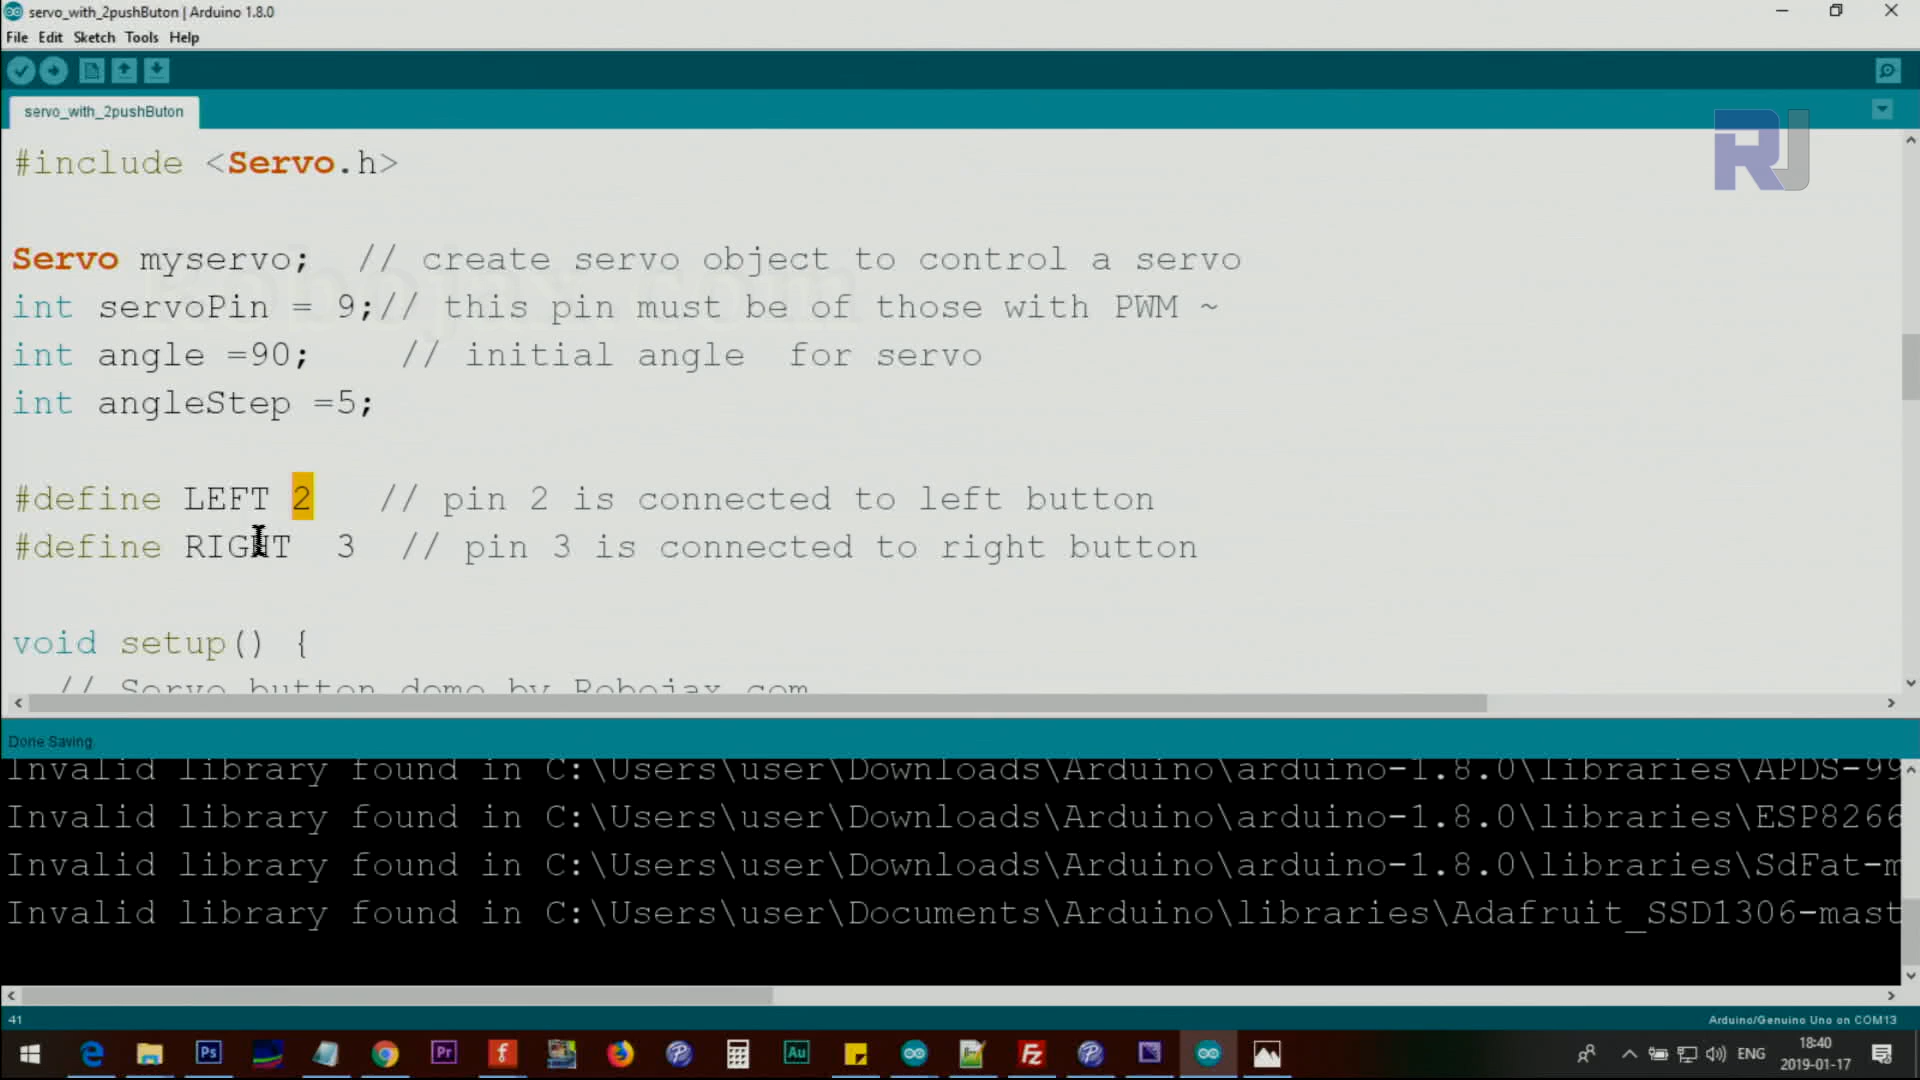 servo_with_2pushButon | Arduino 1.8.0
File Edit Sketch Tools Help
servo_with_2pushButon
RJ
#include <Servo.h>
Servo myservo;  // create servo object to control a servo
int servoPin = 9;// this pin must be of those with PWM ~
int angle =90;    // initial angle  for servo
int angleStep =5;
Robojax.com
#define LEFT 2   // pin 2 is connected to left button
#define RIGHT  3  // pin 3 is connected to right button
void setup() {
// Servo button demo by Robojax.com
Done Saving.
Invalid library found in C:\Users\user\Downloads\Arduino\arduino-1.8.0\libraries\APDS-99
Invalid library found in C:\Users\user\Downloads\Arduino\arduino-1.8.0\libraries\ESP8266
Invalid library found in C:\Users\user\Downloads\Arduino\arduino-1.8.0\libraries\SdFat-m
Invalid library found in C:\Users\user\Documents\Arduino\libraries\Adafruit_SSD1306-mast
41
Arduino/Genuino Uno on COM13
Ps
Pr
f
Au
Fz
ENG
18:40
2019-01-17